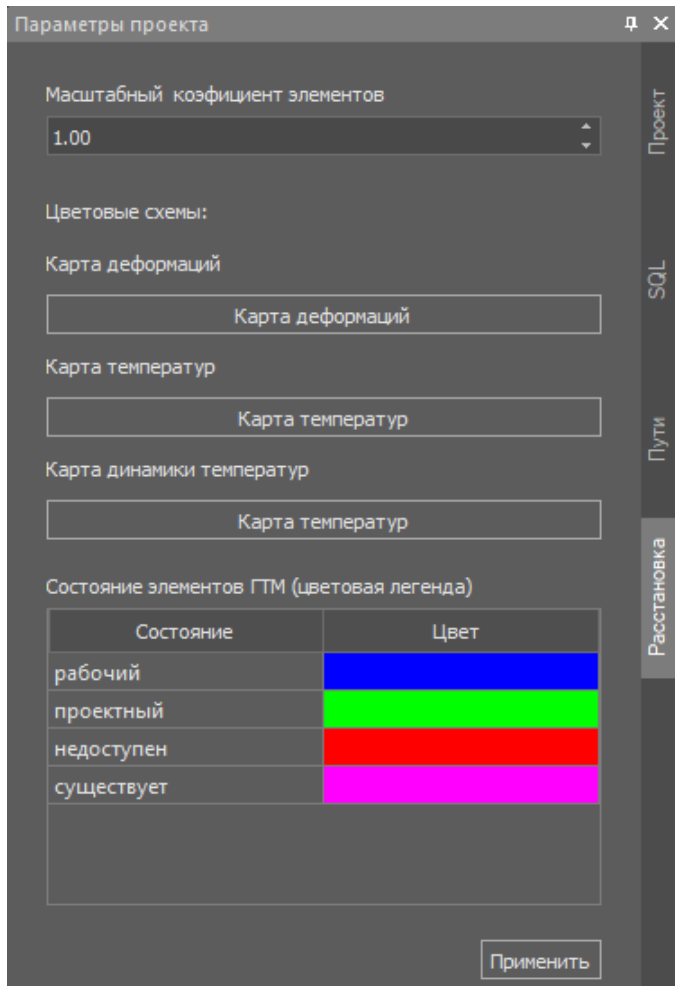 Параметры проекта
Масштабный коэфициент элементов
1.00
Цветовые схемы:
Карта деформаций
Карта деформаций
Карта температур
Карта температур
Карта динамики температур
Карта температур
Состояние элементов ГТМ (цветовая легенда)
Состояние Цвет
рабочий
проектный
недоступен
существует
Применить
Проект
SQL
Пути
Расстановка